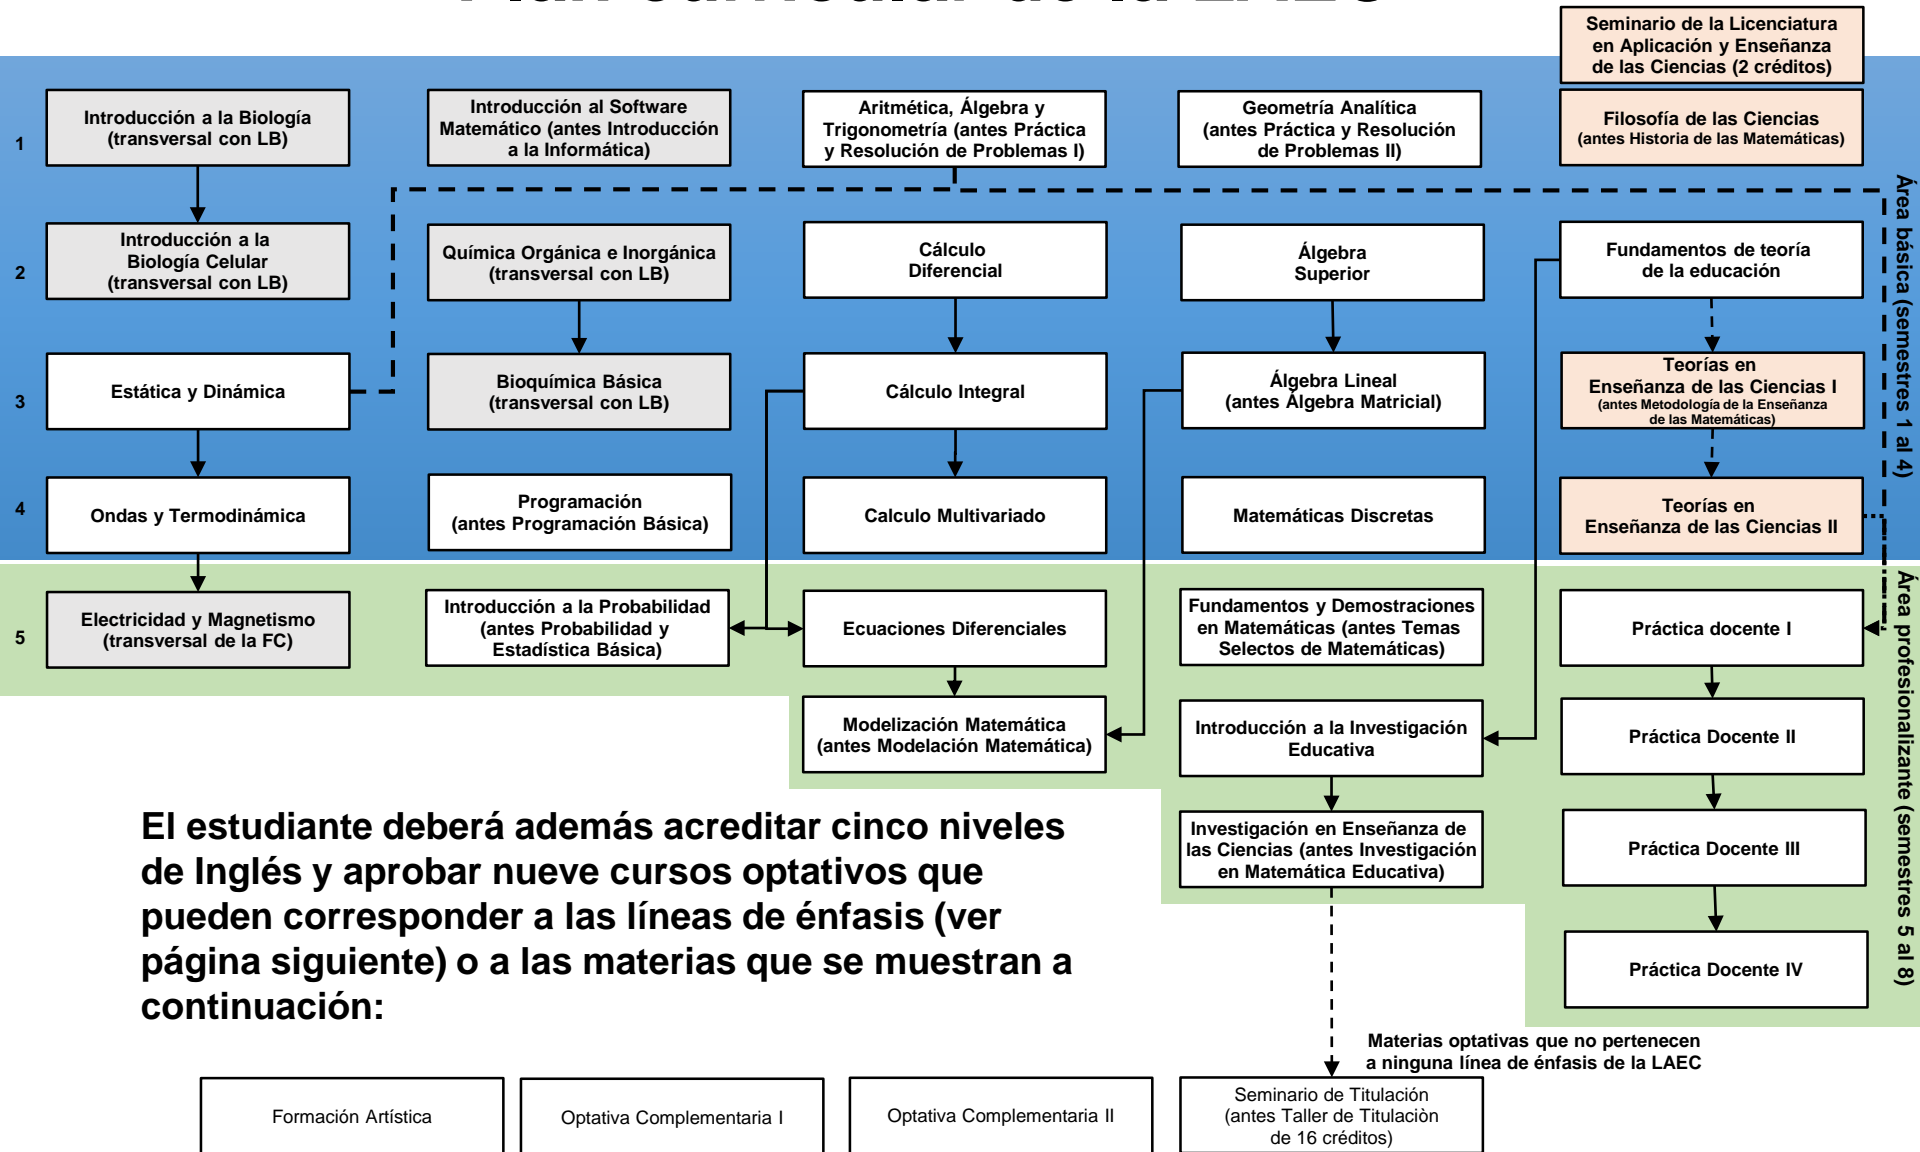 Plan Curricular de la LAEC
Seminario de la Licenciatura
en Aplicación y Enseñanza
de las Ciencias (2 créditos)
1
Introducción a la Biología
(transversal con LB)
Introducción al Software
Matemático (antes Introducción
a la Informática)
Aritmética, Álgebra y
Trigonometría (antes Práctica
y Resolución de Problemas I)
Geometría Analítica
(antes Práctica y Resolución
de Problemas II)
Filosofía de las Ciencias
(antes Historia de las Matemáticas)
2
Introducción a la
Biología Celular
(transversal con LB)
Química Orgánica e Inorgánica
(transversal con LB)
Cálculo
Diferencial
Álgebra
Superior
Fundamentos de teoría
de la educación
3
Estática y Dinámica
Bioquímica Básica
(transversal con LB)
Cálculo Integral
Álgebra Lineal
(antes Álgebra Matricial)
Teorías en
Enseñanza de las Ciencias I
(antes Metodología de la Enseñanza
de las Matemáticas)
4
Ondas y Termodinámica
Programación
(antes Programación Básica)
Calculo Multivariado
Matemáticas Discretas
Teorías en
Enseñanza de las Ciencias II
Área básica (semestres 1 al 4)
5
Electricidad y Magnetismo
(transversal de la FC)
Introducción a la Probabilidad
(antes Probabilidad y
Estadística Básica)
Ecuaciones Diferenciales
Fundamentos y Demostraciones
en Matemáticas (antes Temas
Selectos de Matemáticas)
Práctica docente I
Modelización Matemática
(antes Modelación Matemática)
Introducción a la Investigación
Educativa
Práctica Docente II
Investigación en Enseñanza de
las Ciencias (antes Investigación
en Matemática Educativa)
Práctica Docente III
Práctica Docente IV
Área profesionalizante (semestres 5 al 8)
El estudiante deberá además acreditar cinco niveles
de Inglés y aprobar nueve cursos optativos que
pueden corresponder a las líneas de énfasis (ver
página siguiente) o a las materias que se muestran a
continuación:
Materias optativas que no pertenecen
a ninguna línea de énfasis de la LAEC
Formación Artística
Optativa Complementaria I
Optativa Complementaria II
Seminario de Titulación
(antes Taller de Titulaciòn
de 16 créditos)